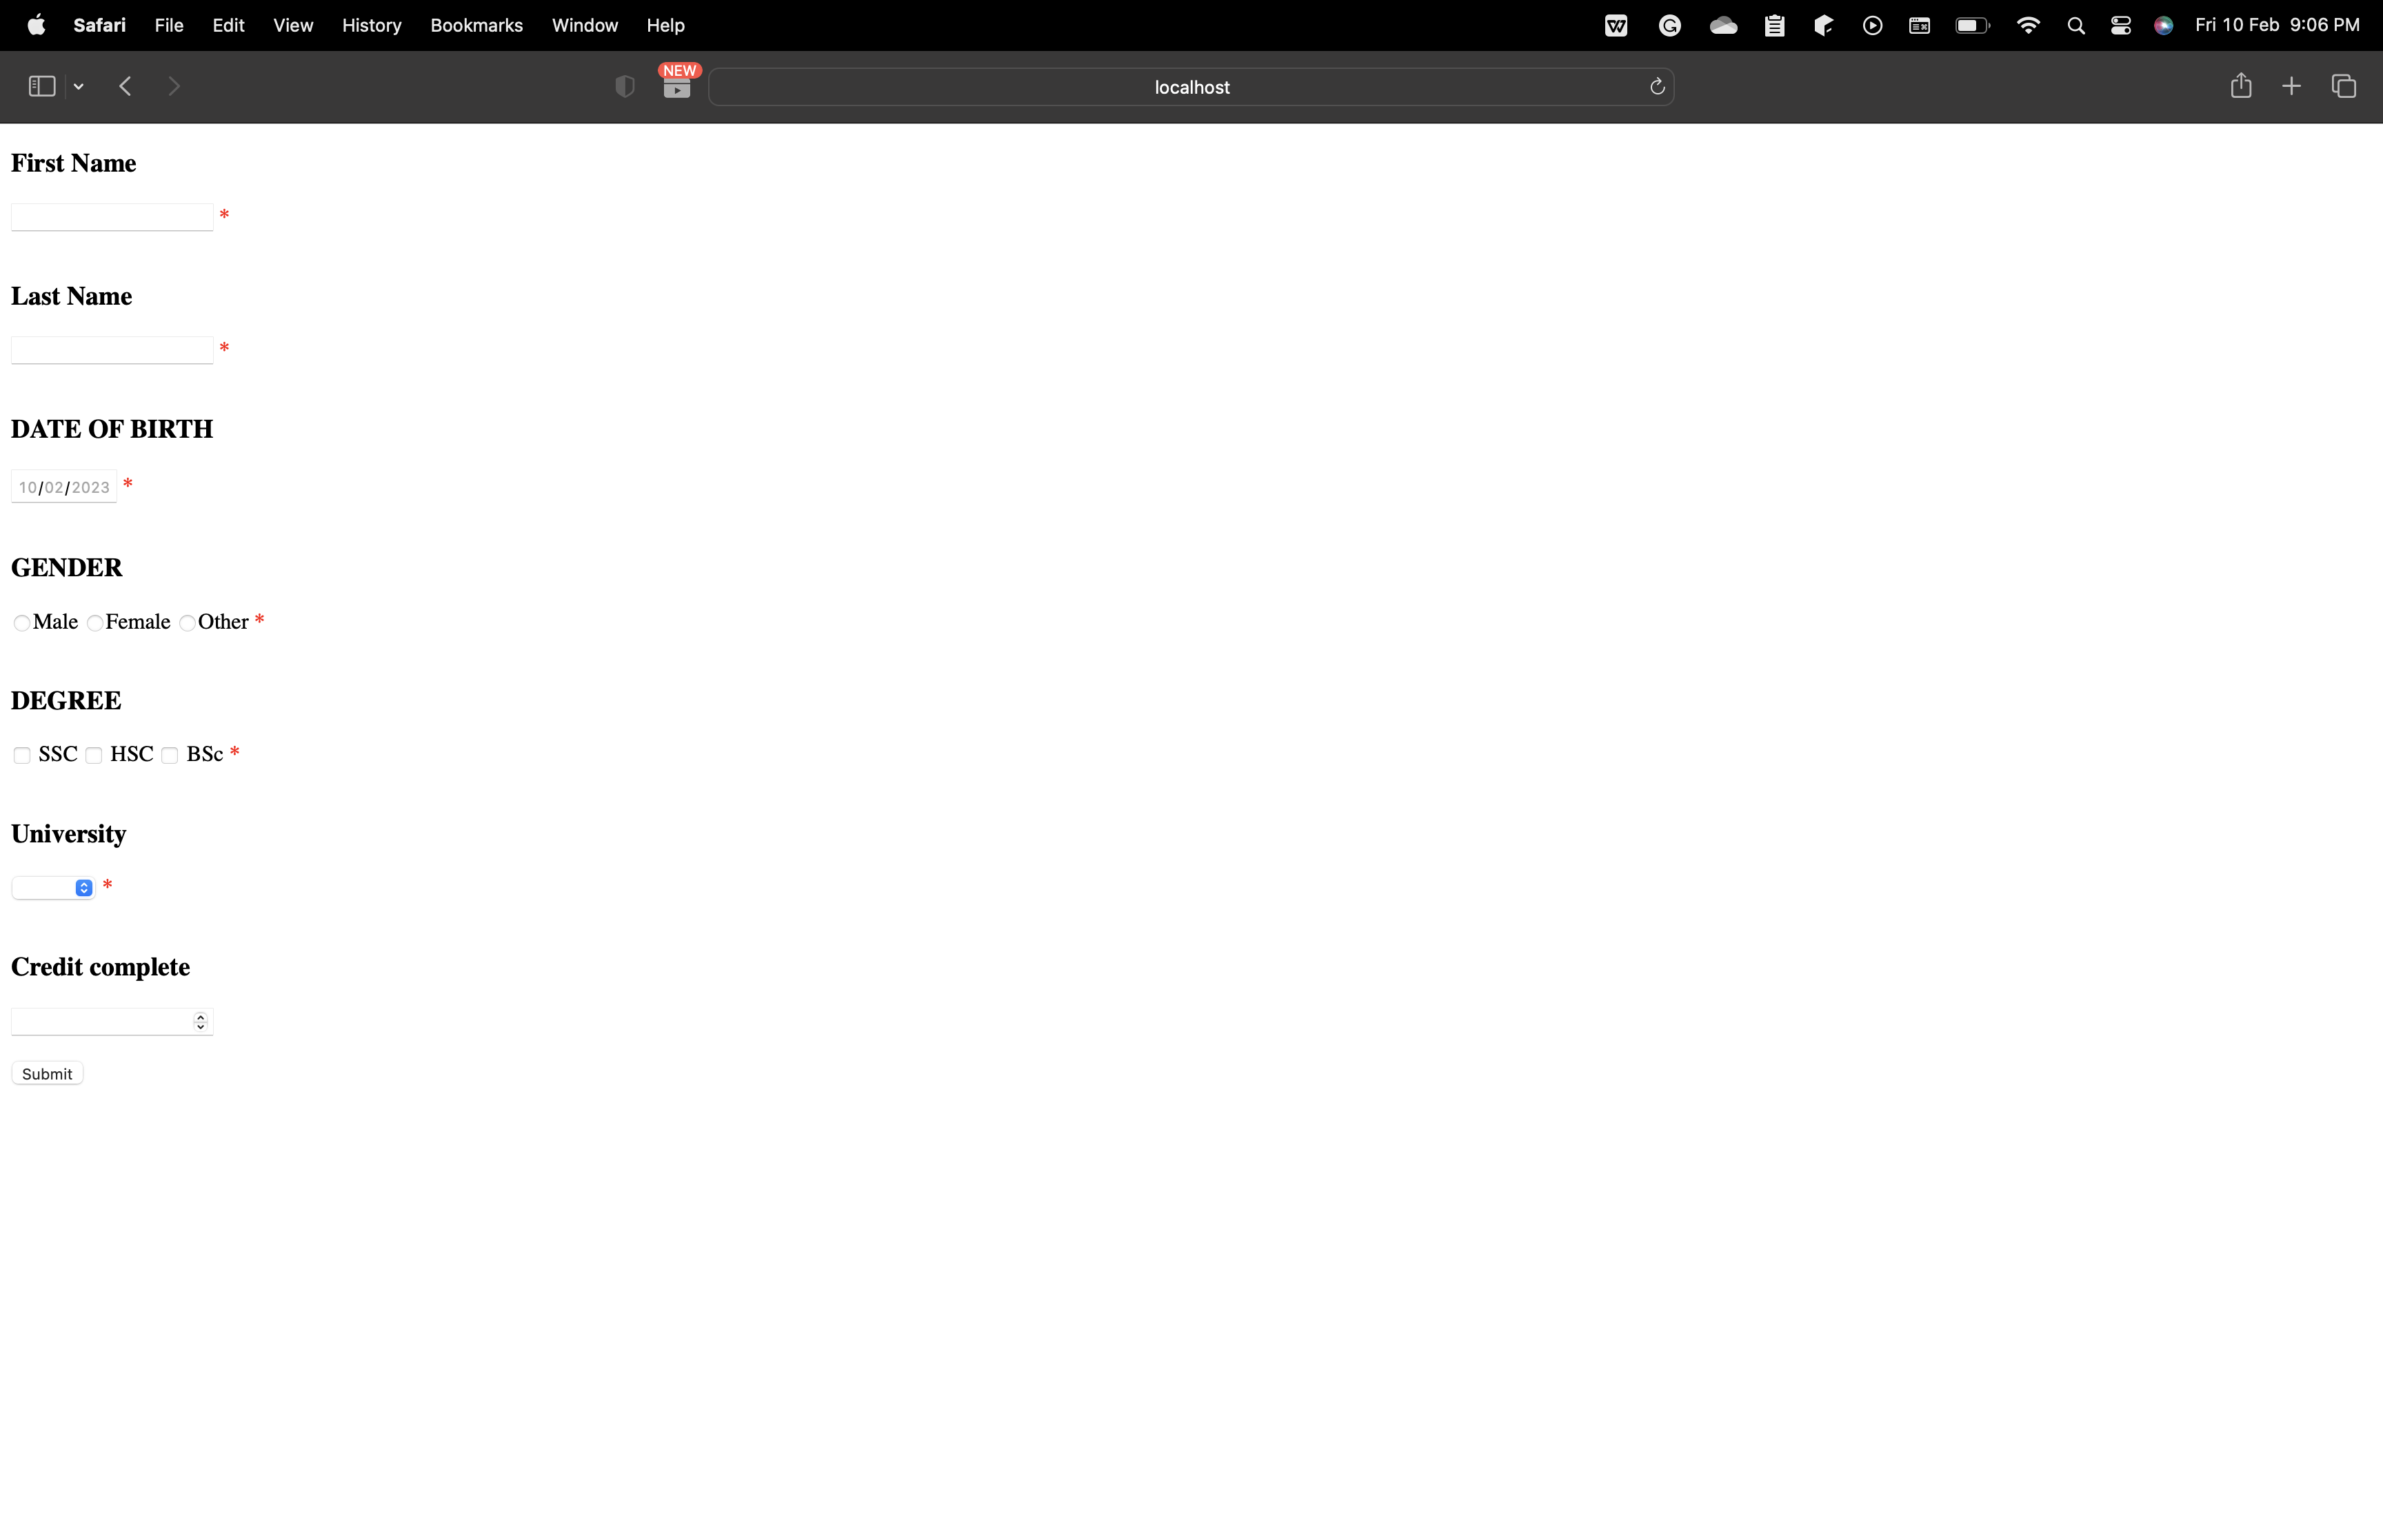 Safari File Edit View History Bookmarks Window Help Fri 10 Feb 9:06 PM
NEW
localhost
First Name
*
Last Name
*
DATE OF BIRTH
10/02/2023 *
GENDER
Male Female Other *
DEGREE
SSC HSC BSc *
University
*
Credit complete
Submit